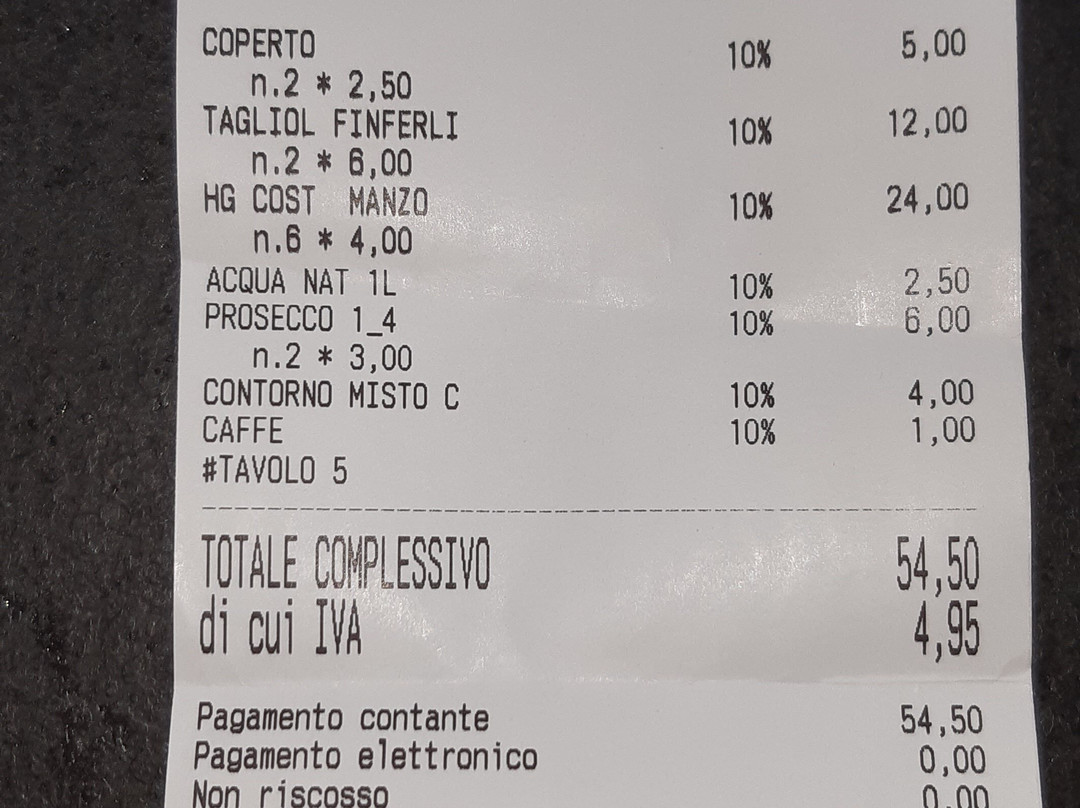 COPERTO 10% 5,00
n.2 * 2,50
TAGLIOL FINFERLI 10% 12,00
n.2 * 6,00
HG COST MANZO 10% 24,00
n.6 * 4,00
ACQUA NAT 1L 10% 2,50
PROSECCO 1_4 10% 6,00
n.2 * 3,00
CONTORNO MISTO C 10% 4,00
CAFFE 10% 1,00
#TAVOLO 5
TOTALE COMPLESSIVO 54,50
di cui IVA 4,95
Pagamento contante 54,50
Pagamento elettronico 0,00
Non riscosso 0,00